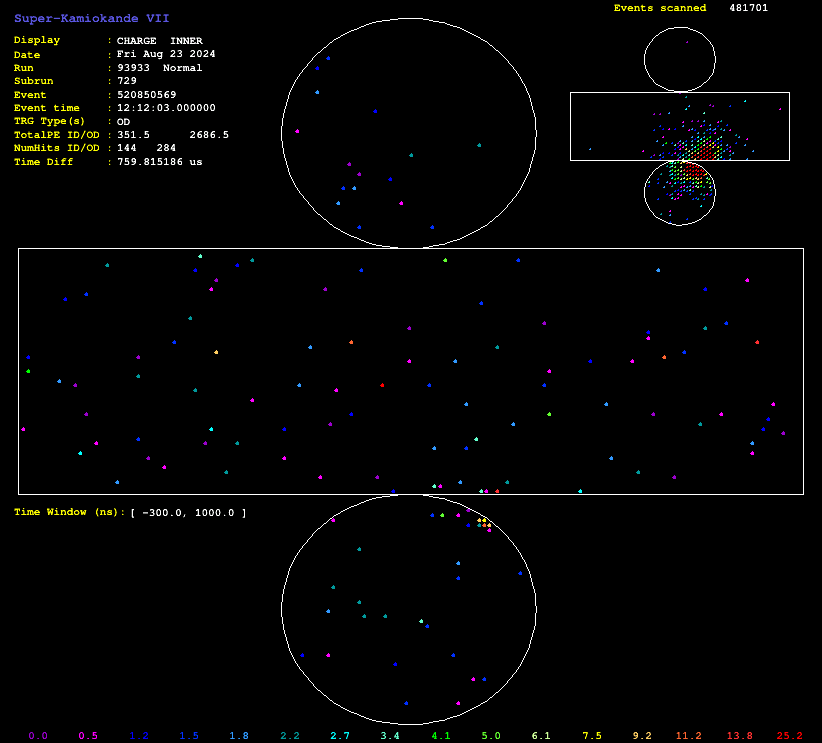 Super-Kamiokande VII
Events scanned 481701
Display : CHARGE INNER
Date : Fri Aug 23 2024
Run : 93933 Normal
Subrun : 729
Event : 520850569
Event time : 12:12:03.000000
TRG Type(s) : OD
TotalPE ID/OD : 351.5 2686.5
NumHits ID/OD : 144 284
Time Diff : 759.815186 us
Time Window (ns): [ -300.0, 1000.0 ]
0.0 0.5 1.2 1.5 1.8 2.2 2.7 3.4 4.1 5.0 6.1 7.5 9.2 11.2 13.8 25.2